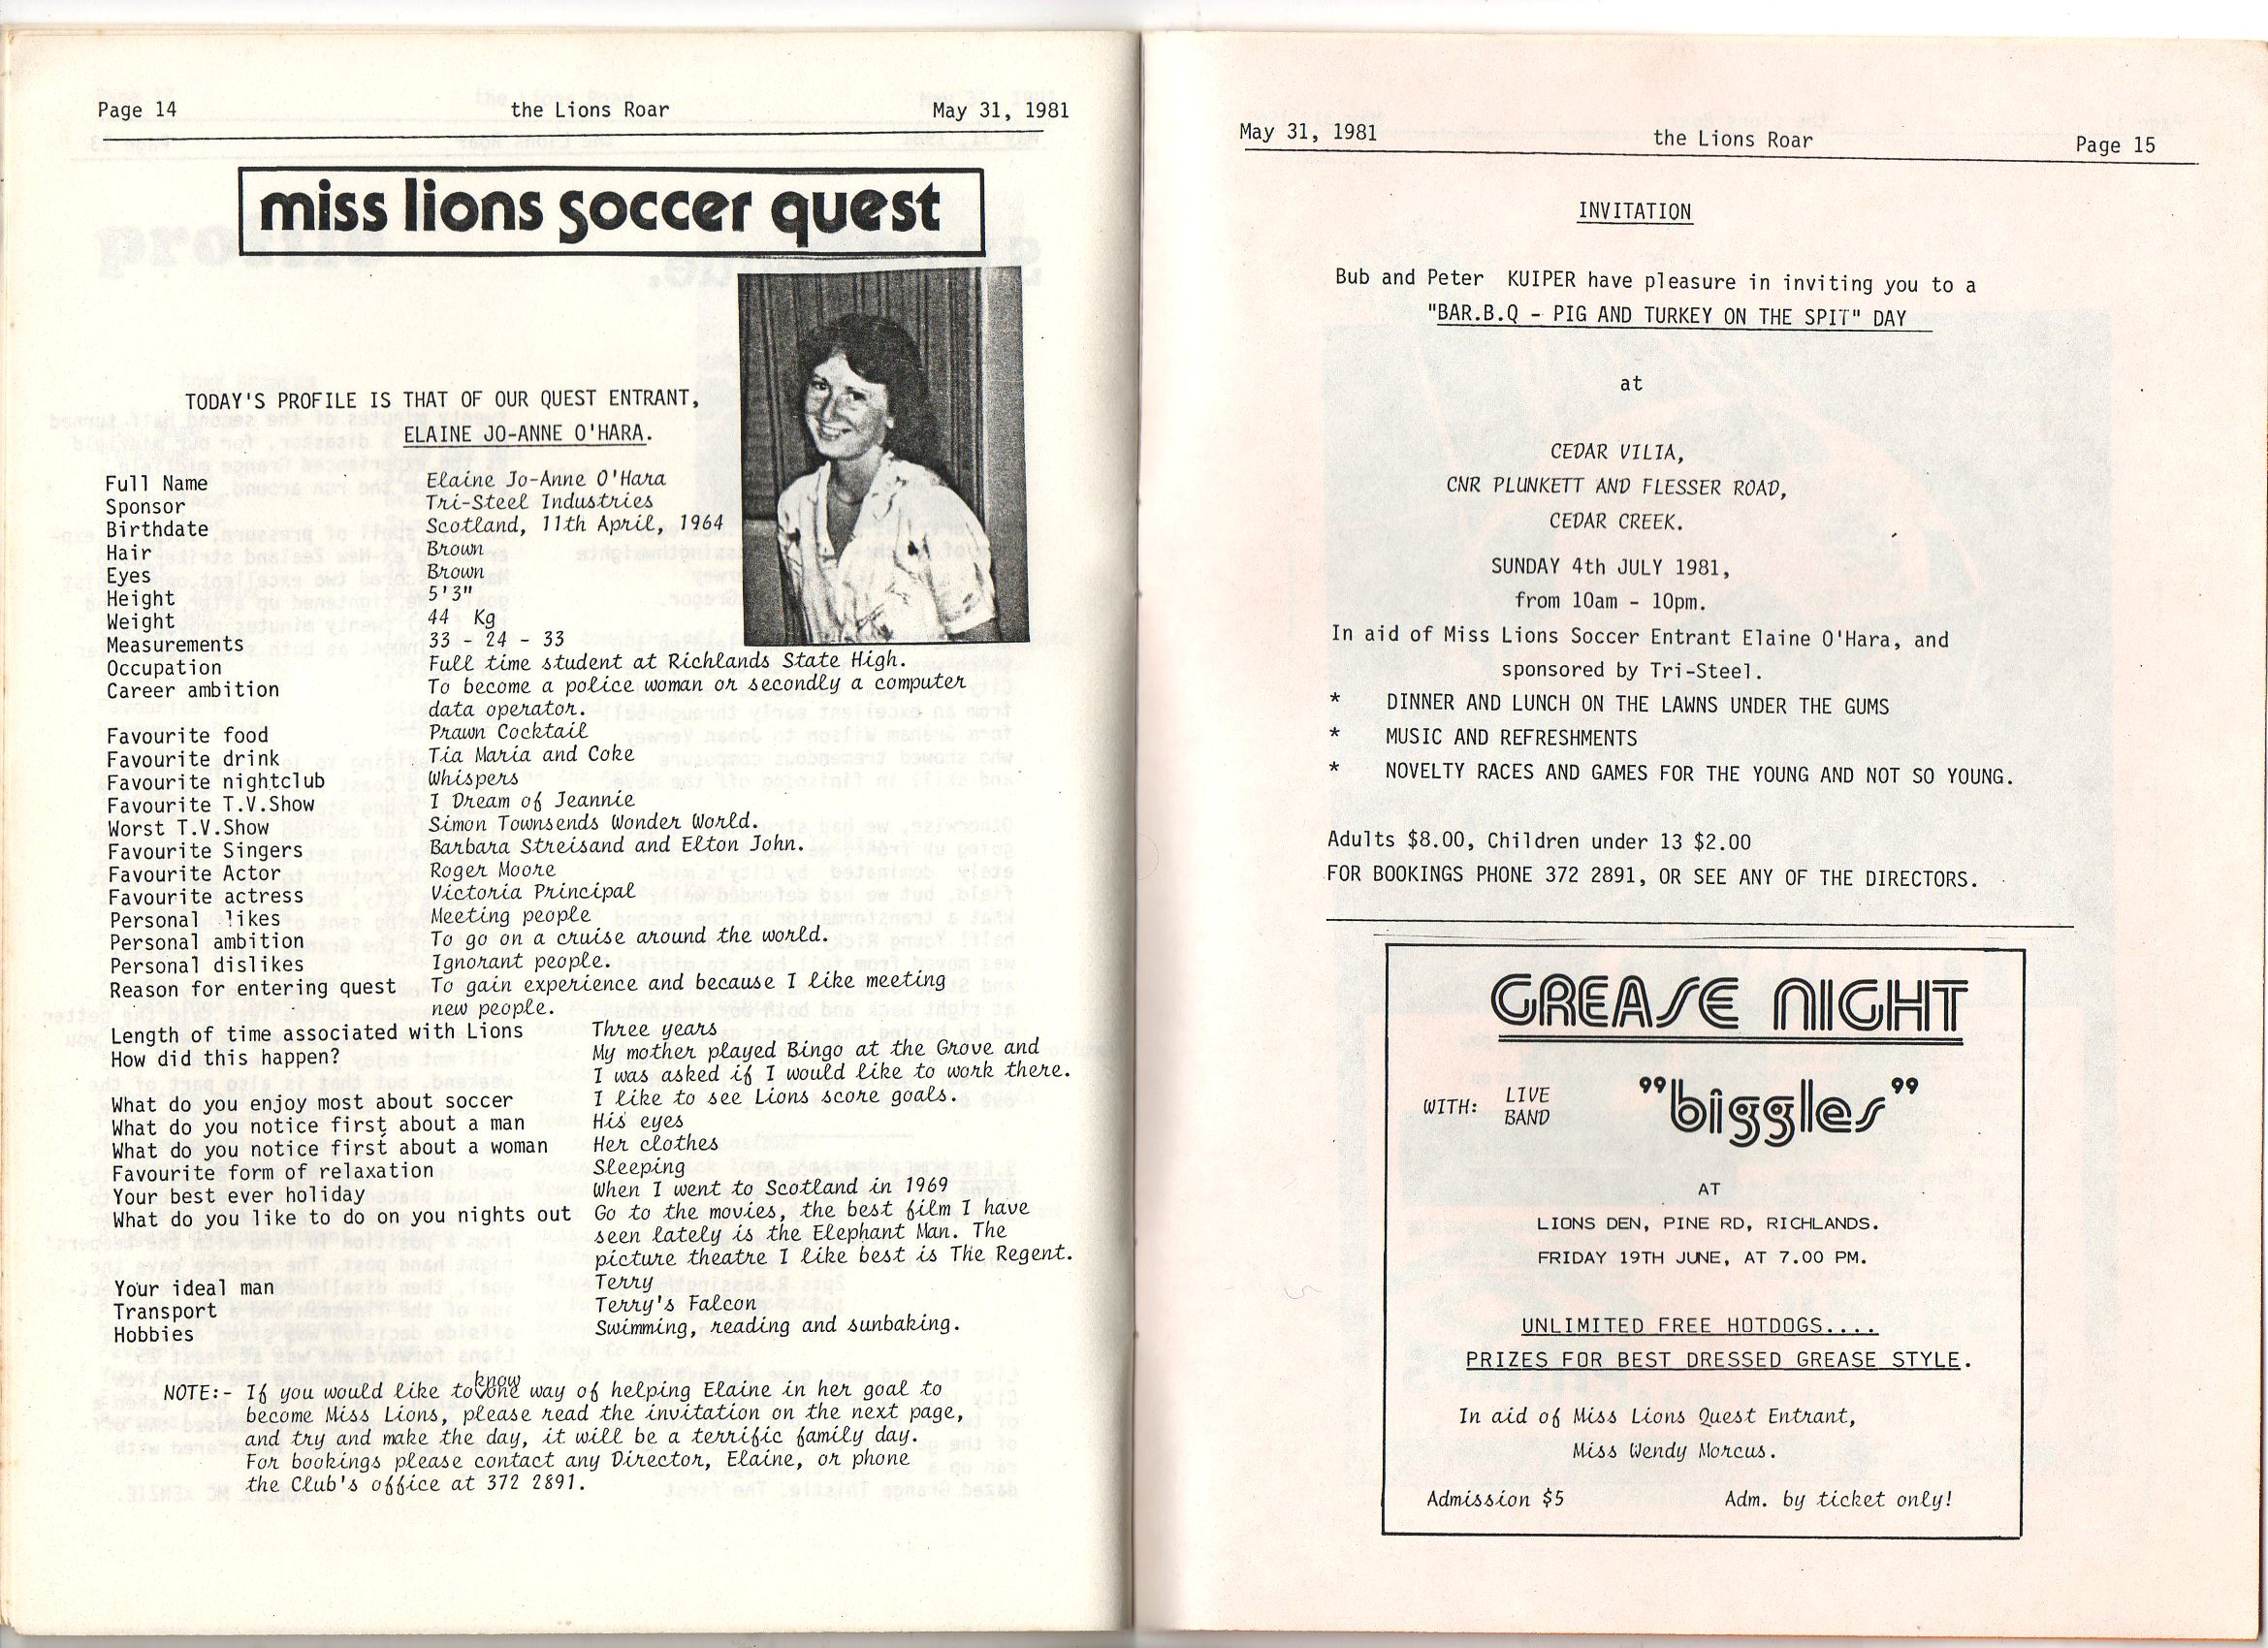 Page 14 the Lions Roar May 31, 1981
miss lions soccer quest
TODAY'S PROFILE IS THAT OF OUR QUEST ENTRANT,
ELAINE JO-ANNE O'HARA.
Full Name Elaine Jo-Anne O'Hara
Sponsor Tri-Steel Industries
Birthdate Scotland, 11th April, 1964
Hair Brown
Eyes Brown
Height 5'3"
Weight 44 Kg
Measurements 33 - 24 - 33
Occupation Full time student at Richlands State High.
Career ambition To become a police woman or secondly a computer
data operator.
Favourite food Prawn Cocktail
Favourite drink Tia Maria and Coke
Favourite nightclub Whispers
Favourite T.V.Show I Dream of Jeannie
Worst T.V.Show Simon Townsends Wonder World.
Favourite Singers Barbara Streisand and Elton John.
Favourite Actor Roger Moore
Favourite actress Victoria Principal
Personal likes Meeting people
Personal ambition To go on a cruise around the world.
Personal dislikes Ignorant people.
Reason for entering quest To gain experience and because I like meeting
new people.
Length of time associated with Lions Three years
How did this happen? My mother played Bingo at the Grove and
I was asked if I would like to work there.
What do you enjoy most about soccer I like to see Lions score goals.
What do you notice first about a man His eyes
What do you notice first about a woman Her clothes
Favourite form of relaxation Sleeping
Your best ever holiday When I went to Scotland in 1969
What do you like to do on you nights out Go to the movies, the best film I have
seen lately is the Elephant Man. The
picture theatre I like best is The Regent.
Your ideal man Terry
Transport Terry's Falcon
Hobbies Swimming, reading and sunbaking.
NOTE:- If you would like to know one way of helping Elaine in her goal to
become Miss Lions, please read the invitation on the next page,
and try and make the day, it will be a terrific family day.
For bookings please contact any Director, Elaine, or phone
the Club's office at 372 2891.
May 31, 1981 the Lions Roar Page 15
INVITATION
Bub and Peter KUIPER have pleasure in inviting you to a
"BAR.B.Q - PIG AND TURKEY ON THE SPIT" DAY
at
CEDAR VILIA,
CNR PLUNKETT AND FLESSER ROAD,
CEDAR CREEK.
SUNDAY 4th JULY 1981,
from 10am - 10pm.
In aid of Miss Lions Soccer Entrant Elaine O'Hara, and
sponsored by Tri-Steel.
* DINNER AND LUNCH ON THE LAWNS UNDER THE GUMS
* MUSIC AND REFRESHMENTS
* NOVELTY RACES AND GAMES FOR THE YOUNG AND NOT SO YOUNG.
Adults $8.00, Children under 13 $2.00
FOR BOOKINGS PHONE 372 2891, OR SEE ANY OF THE DIRECTORS.
GREASE NIGHT
WITH: LIVE BAND "biggles"
AT
LIONS DEN, PINE RD, RICHLANDS.
FRIDAY 19TH JUNE, AT 7.00 PM.
UNLIMITED FREE HOTDOGS....
PRIZES FOR BEST DRESSED GREASE STYLE.
In aid of Miss Lions Quest Entrant,
Miss Wendy Morcus.
Admission $5 Adm. by ticket only!